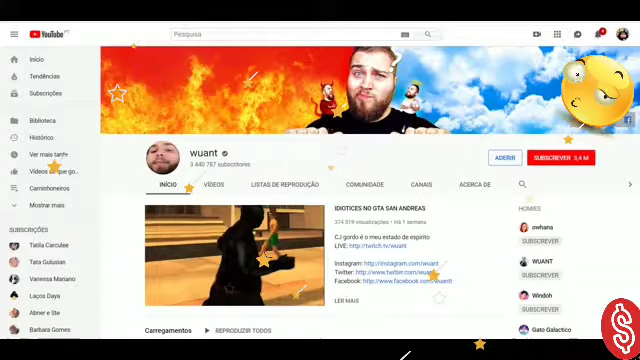 YouTube PT
Pesquisa
4
Início
Tendências
Subscrições
Biblioteca
Histórico
Ver mais tarde
Vídeos de que go...
Caminhoneiros
Mostrar mais
SUBSCRIÇÕES
Tatila Carculee
Tata Gulusian
Vanessa Mariano
Laços Daya
Abner e Ste
Barbara Gomes
wuant
3 440 787 subscritores
ADERIR
SUBSCREVER 3,4 M
INÍCIO
VÍDEOS
LISTAS DE REPRODUÇÃO
COMUNIDADE
CANAIS
ACERCA DE
IDIOTICES NO GTA SAN ANDREAS
374 519 visualizações • Há 1 semana
CJ gordo é o meu estado de espirito
LIVE: http://twitch.tv/wuant
Instagram: http://instagram.com/wuant
Twitter: http://www.twitter.com/wuant
Facebook: http://www.facebook.com/wuantt
LER MAIS
HOMIES
owhana
SUBSCREVER
WUANT
SUBSCREVER
Windoh
SUBSCREVER
Gato Galactico
Carregamentos
REPRODUZIR TODOS
$